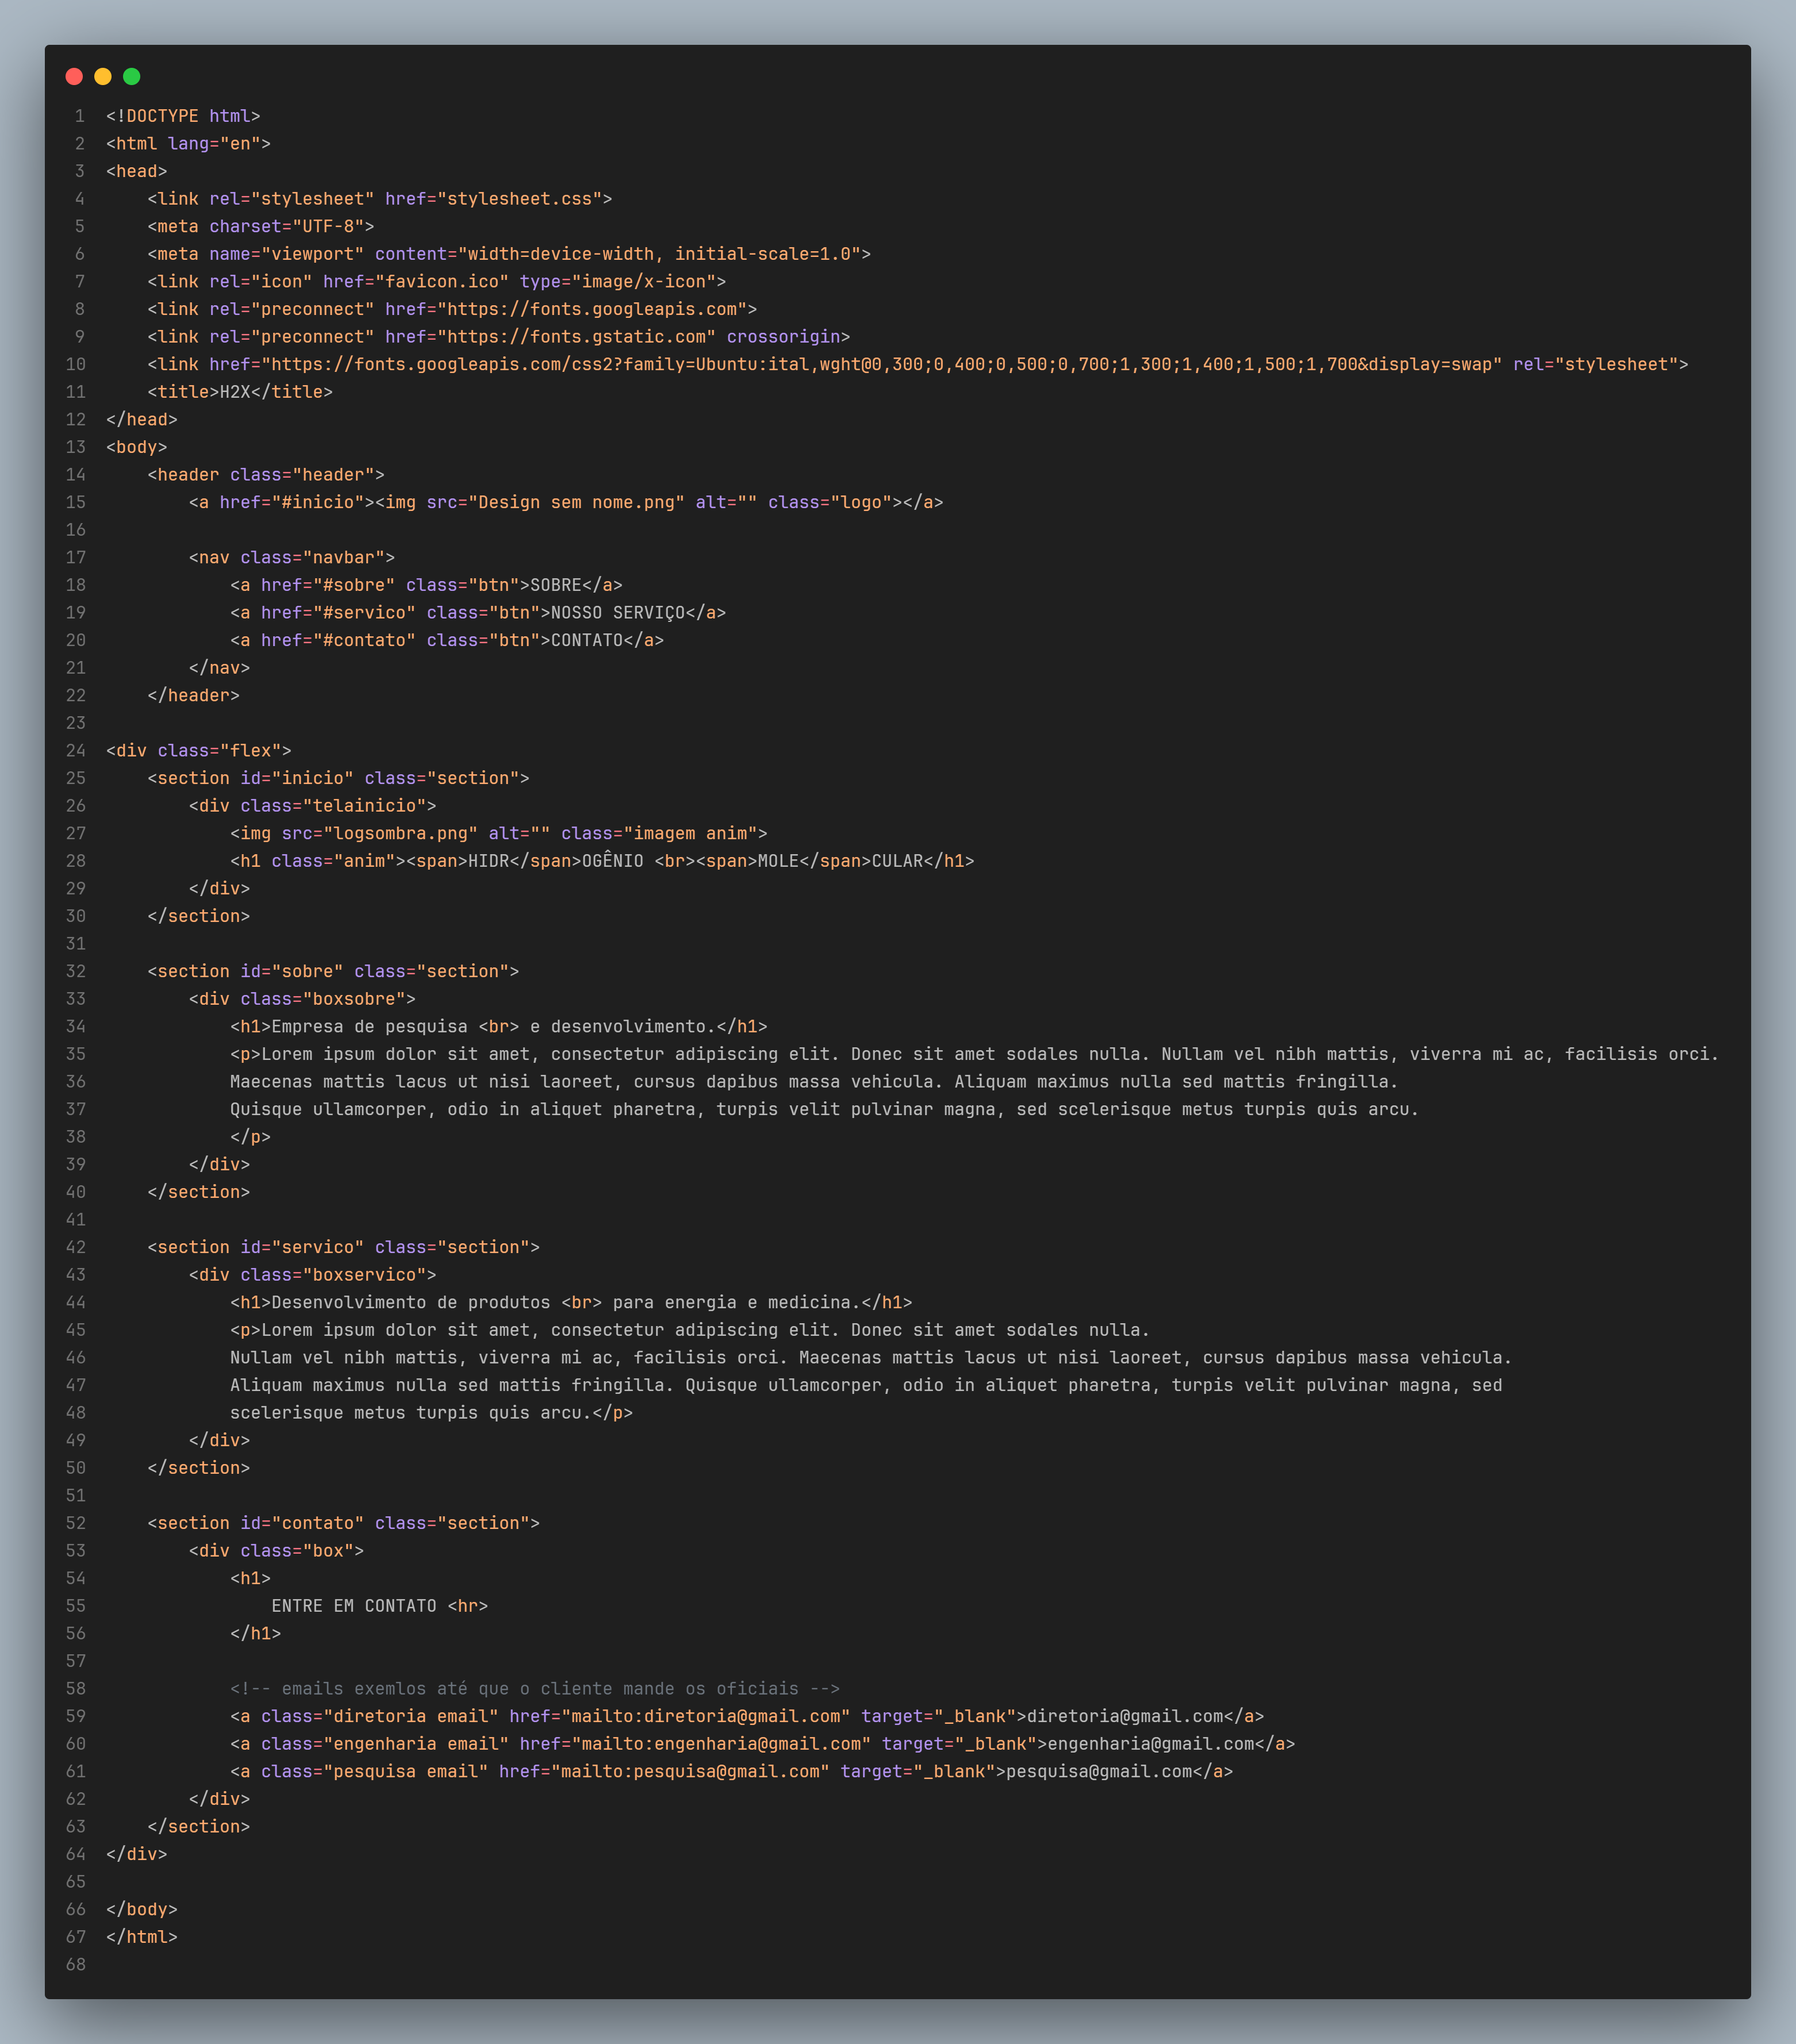 1 <!DOCTYPE html>
2 <html lang="en">
3 <head>
4     <link rel="stylesheet" href="stylesheet.css">
5     <meta charset="UTF-8">
6     <meta name="viewport" content="width=device-width, initial-scale=1.0">
7     <link rel="icon" href="favicon.ico" type="image/x-icon">
8     <link rel="preconnect" href="https://fonts.googleapis.com">
9     <link rel="preconnect" href="https://fonts.gstatic.com" crossorigin>
10     <link href="https://fonts.googleapis.com/css2?family=Ubuntu:ital,wght@0,300;0,400;0,500;0,700;1,300;1,400;1,500;1,700&display=swap" rel="stylesheet">
11     <title>H2X</title>
12 </head>
13 <body>
14     <header class="header">
15         <a href="#inicio"><img src="Design sem nome.png" alt="" class="logo"></a>
16
17         <nav class="navbar">
18             <a href="#sobre" class="btn">SOBRE</a>
19             <a href="#servico" class="btn">NOSSO SERVIÇO</a>
20             <a href="#contato" class="btn">CONTATO</a>
21         </nav>
22     </header>
23
24 <div class="flex">
25     <section id="inicio" class="section">
26         <div class="telainicio">
27             <img src="logsombra.png" alt="" class="imagem anim">
28             <h1 class="anim"><span>HIDR</span>OGÊNIO <br><span>MOLE</span>CULAR</h1>
29         </div>
30     </section>
31
32     <section id="sobre" class="section">
33         <div class="boxsobre">
34             <h1>Empresa de pesquisa <br> e desenvolvimento.</h1>
35             <p>Lorem ipsum dolor sit amet, consectetur adipiscing elit. Donec sit amet sodales nulla. Nullam vel nibh mattis, viverra mi ac, facilisis orci.
36             Maecenas mattis lacus ut nisi laoreet, cursus dapibus massa vehicula. Aliquam maximus nulla sed mattis fringilla.
37             Quisque ullamcorper, odio in aliquet pharetra, turpis velit pulvinar magna, sed scelerisque metus turpis quis arcu.
38             </p>
39         </div>
40     </section>
41
42     <section id="servico" class="section">
43         <div class="boxservico">
44             <h1>Desenvolvimento de produtos <br> para energia e medicina.</h1>
45             <p>Lorem ipsum dolor sit amet, consectetur adipiscing elit. Donec sit amet sodales nulla.
46             Nullam vel nibh mattis, viverra mi ac, facilisis orci. Maecenas mattis lacus ut nisi laoreet, cursus dapibus massa vehicula.
47             Aliquam maximus nulla sed mattis fringilla. Quisque ullamcorper, odio in aliquet pharetra, turpis velit pulvinar magna, sed
48             scelerisque metus turpis quis arcu.</p>
49         </div>
50     </section>
51
52     <section id="contato" class="section">
53         <div class="box">
54             <h1>
55                 ENTRE EM CONTATO <hr>
56             </h1>
57
58             <!-- emails exemlos até que o cliente mande os oficiais -->
59             <a class="diretoria email" href="mailto:diretoria@gmail.com" target="_blank">diretoria@gmail.com</a>
60             <a class="engenharia email" href="mailto:engenharia@gmail.com" target="_blank">engenharia@gmail.com</a>
61             <a class="pesquisa email" href="mailto:pesquisa@gmail.com" target="_blank">pesquisa@gmail.com</a>
62         </div>
63     </section>
64 </div>
65
66 </body>
67 </html>
68